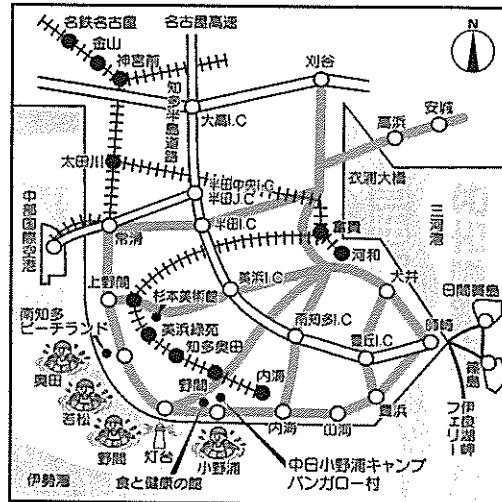 名鉄名古屋
名古屋高速
N
金山
神宮前
刈谷
知多半島道路
大高I.C
高浜
安城
太田川
衣浦大橋
半田中央I.C
半田J.C
中部国際空港
三河湾
常滑
半田I.C
富貴
河和
上野間
杉本美術館
美浜I.C
大井
日間賀島
南知多
ビーチランド
美浜緑苑
南知多I.C
師崎
奥田
知多奥田
豊丘I.C
篠島
若松
野間
内海
伊良湖岬
フェリー
豊浜
野間
灯台
小野浦
内海
山海
伊勢湾
食と健康の館
中日小野浦キャンプ
バンガロー村